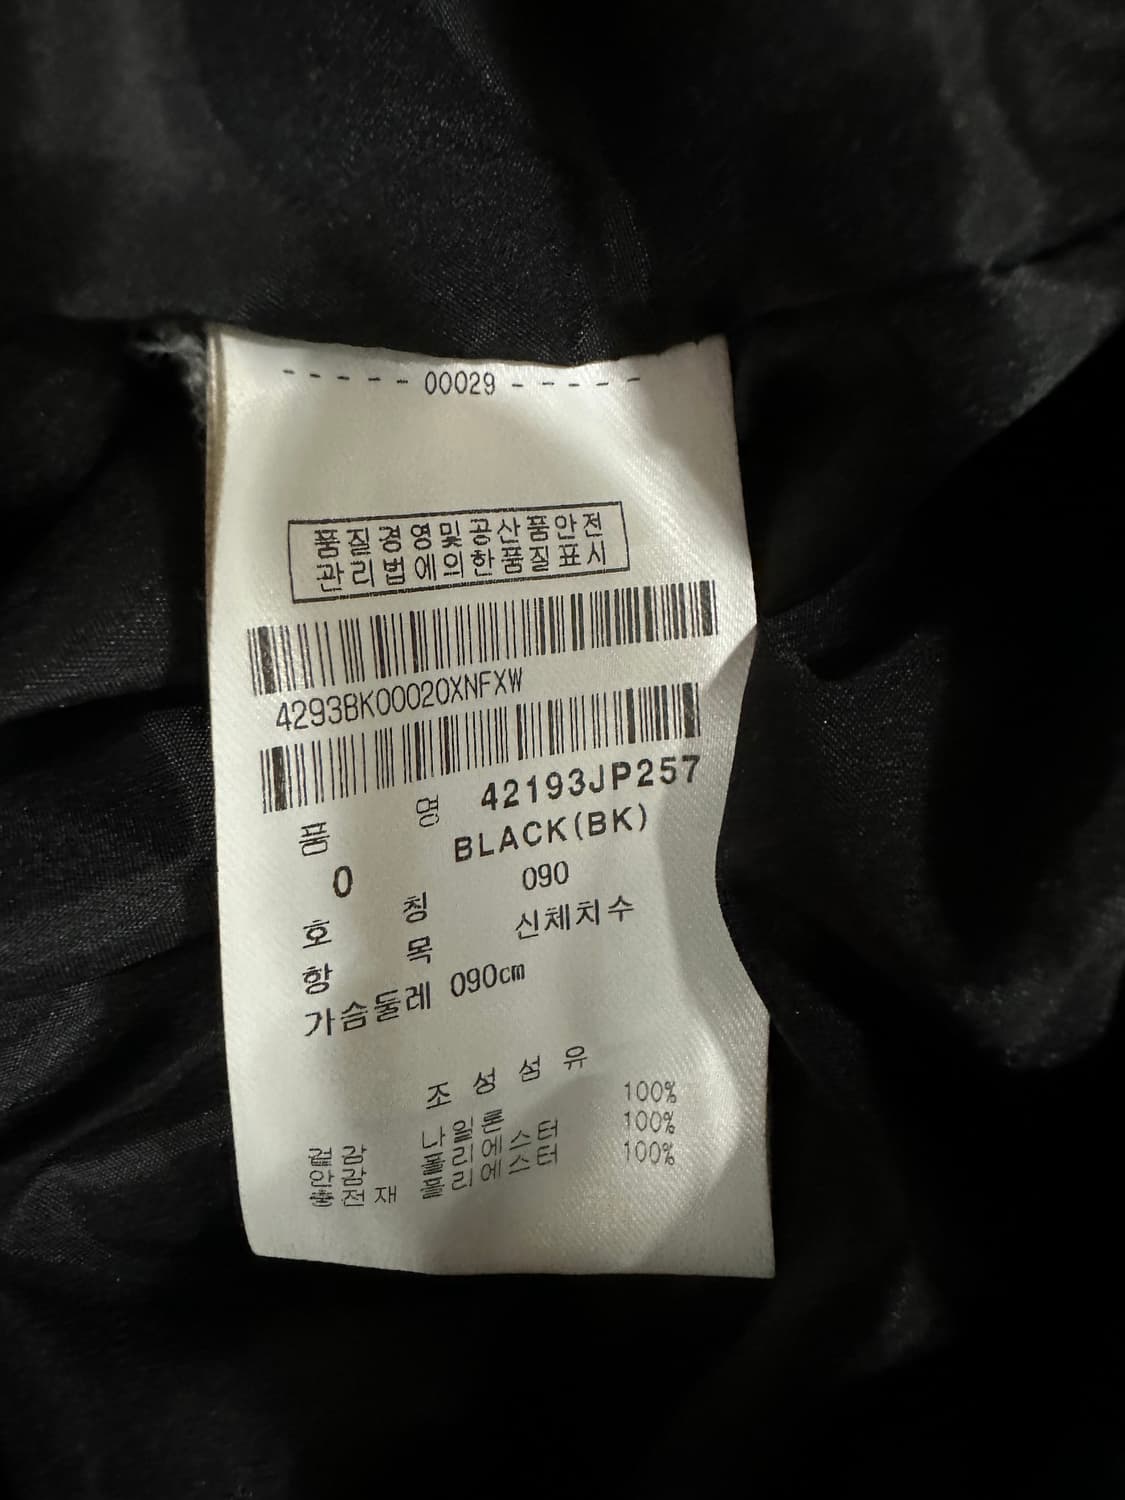 - - - - - 00029 - - - - -
품질경영및공산품안전
관리법에의한품질표시
4293BK00020XNFXW
품 명 42193JP257
0 BLACK(BK)
호 칭 090
항 목 신체치수
가슴둘레 090cm
조성섬유
겉감 나일론 100%
안감 폴리에스터 100%
충전재 폴리에스터 100%